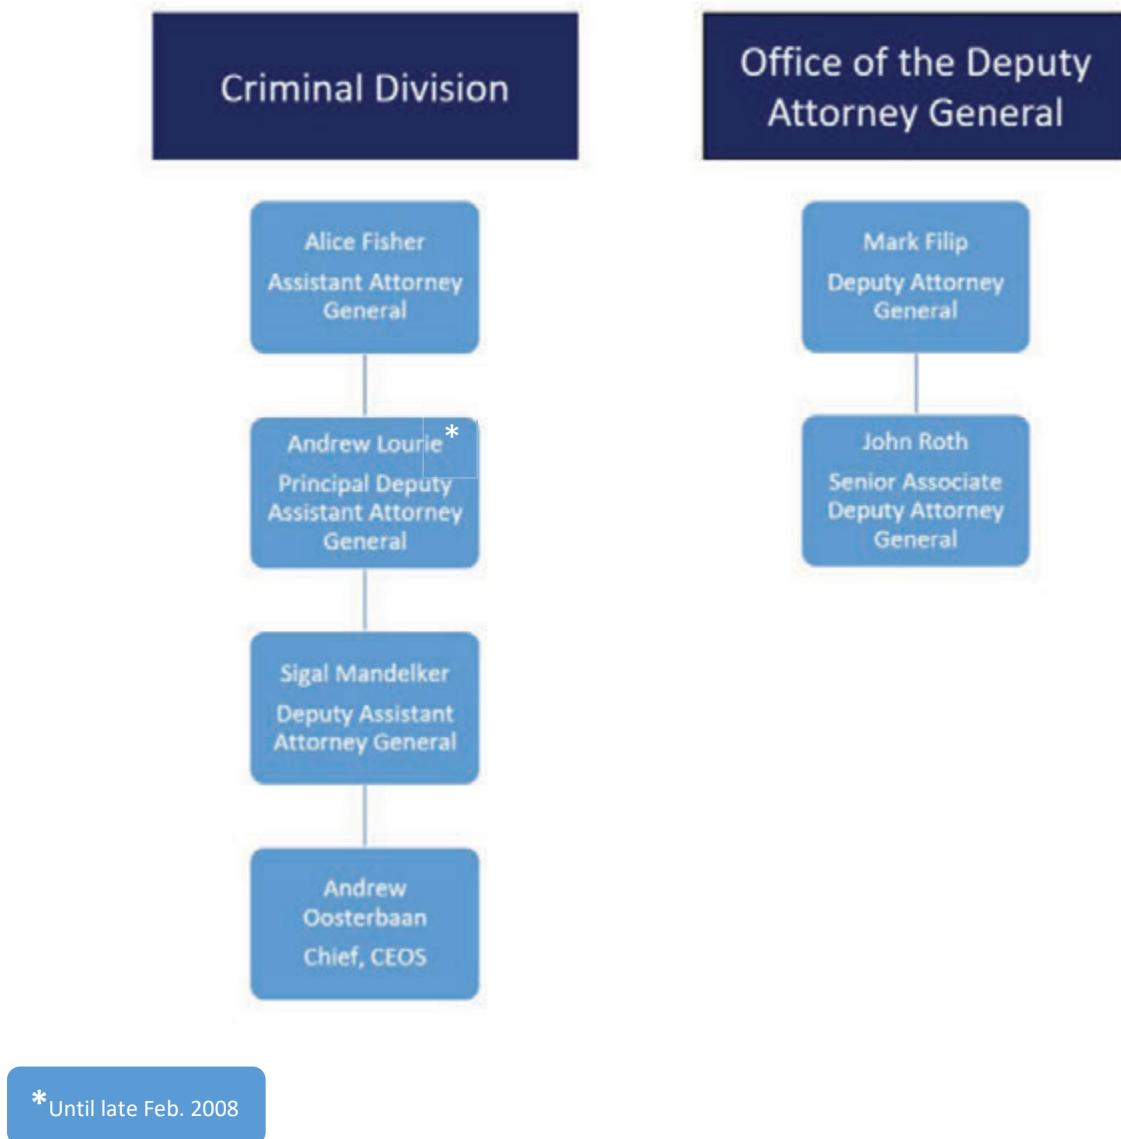 Criminal Division
Office of the Deputy
Attorney General
Alice Fisher
Assistant Attorney
General
Andrew Lourie*
Principal Deputy
Assistant Attorney
General
Sigal Mandelker
Deputy Assistant
Attorney General
Andrew
Oosterbaan
Chief, CEOS
Mark Filip
Deputy Attorney
General
John Roth
Senior Associate
Deputy Attorney
General
*Until late Feb. 2008